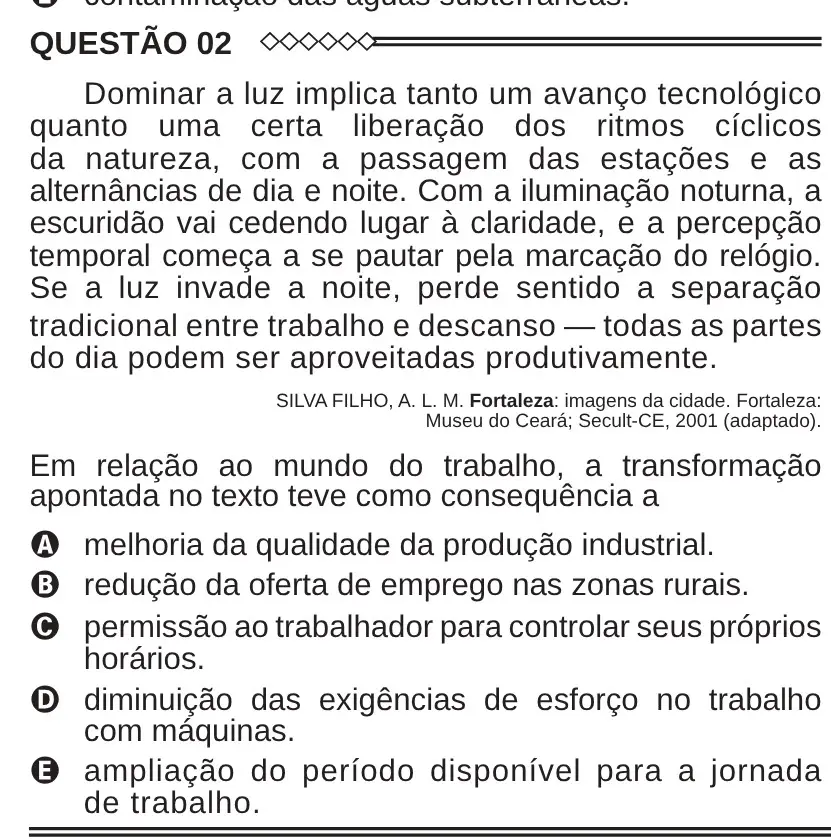 contaminação das águas subterrâneas.
QUESTÃO 02
Dominar a luz implica tanto um avanço tecnológico
quanto uma certa liberação dos ritmos cíclicos
da natureza, com a passagem das estações e as
alternâncias de dia e noite. Com a iluminação noturna, a
escuridão vai cedendo lugar à claridade, e a percepção
temporal começa a se pautar pela marcação do relógio.
Se a luz invade a noite, perde sentido a separação
tradicional entre trabalho e descanso — todas as partes
do dia podem ser aproveitadas produtivamente.
SILVA FILHO, A. L. M. Fortaleza: imagens da cidade. Fortaleza:
Museu do Ceará; Secult-CE, 2001 (adaptado).
Em relação ao mundo do trabalho, a transformação
apontada no texto teve como consequência a
A melhoria da qualidade da produção industrial.
B redução da oferta de emprego nas zonas rurais.
C permissão ao trabalhador para controlar seus próprios
horários.
D diminuição das exigências de esforço no trabalho
com máquinas.
E ampliação do período disponível para a jornada
de trabalho.